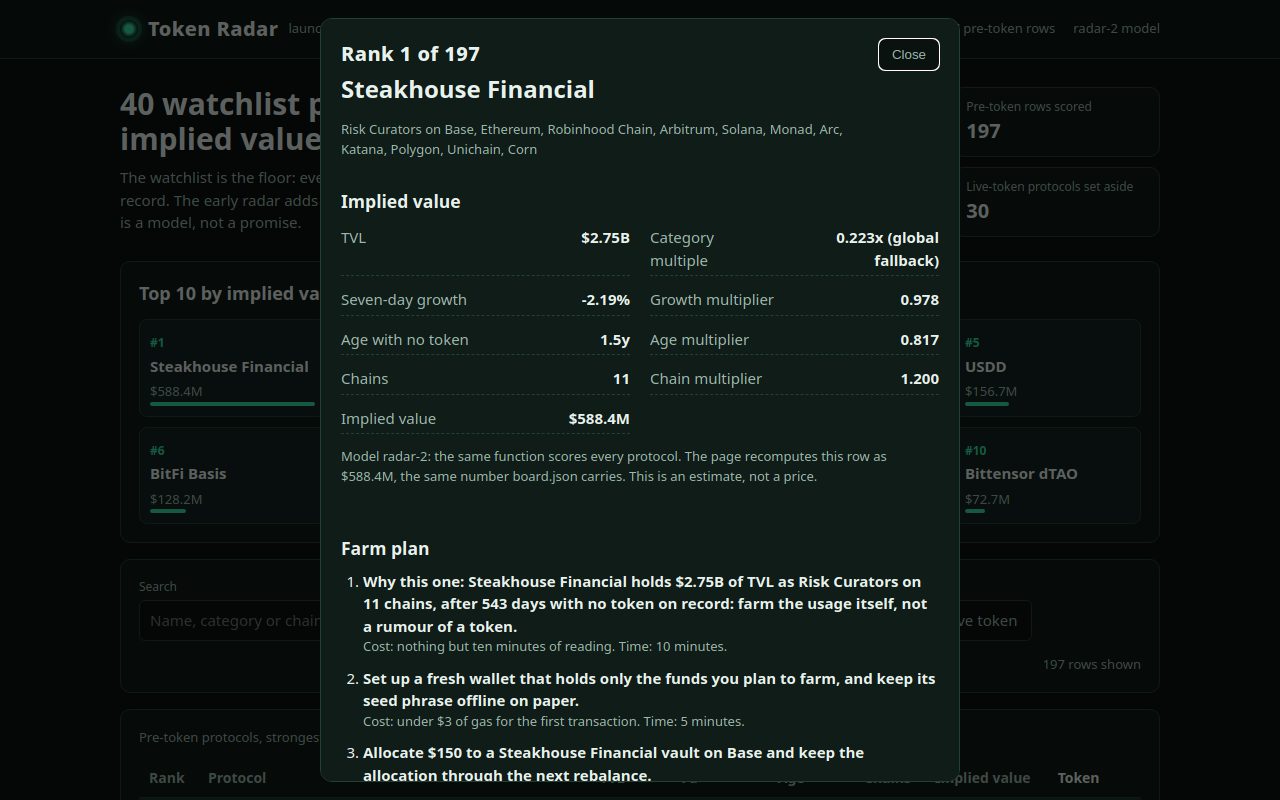 Token Radar
pre-token rows
radar-2 model
40 watchlist
implied value
The watchlist is the floor:
record. The early radar adds
is a model, not a promise.
Pre-token rows scored
197
Live-token protocols set aside
30
Top 10 by implied
#1
Steakhouse Financial
$588.4M
#5
USDD
$156.7M
#6
BitFi Basis
$128.2M
#10
Bittensor dTAO
$72.7M
Search
Name, category or
token
197 rows shown
Pre-token protocols,
Rank
Protocol
Implied value
Token
Rank 1 of 197
Close
Steakhouse Financial
Risk Curators on Base, Ethereum, Robinhood Chain, Arbitrum, Solana, Monad, Arc,
Katana, Polygon, Unichain, Corn
Implied value
TVL $2.75B
Category multiple 0.223x (global fallback)
Seven-day growth -2.19%
Growth multiplier 0.978
Age with no token 1.5y
Age multiplier 0.817
Chains 11
Chain multiplier 1.200
Implied value $588.4M
Model radar-2: the same function scores every protocol. The page recomputes this row as
$588.4M, the same number board.json carries. This is an estimate, not a price.
Farm plan
1. Why this one: Steakhouse Financial holds $2.75B of TVL as Risk Curators on
11 chains, after 543 days with no token on record: farm the usage itself, not
a rumour of a token.
Cost: nothing but ten minutes of reading. Time: 10 minutes.
2. Set up a fresh wallet that holds only the funds you plan to farm, and keep its
seed phrase offline on paper.
Cost: under $3 of gas for the first transaction. Time: 5 minutes.
3. Allocate $150 to a Steakhouse Financial vault on Base and keep the
allocation through the next rebalance.